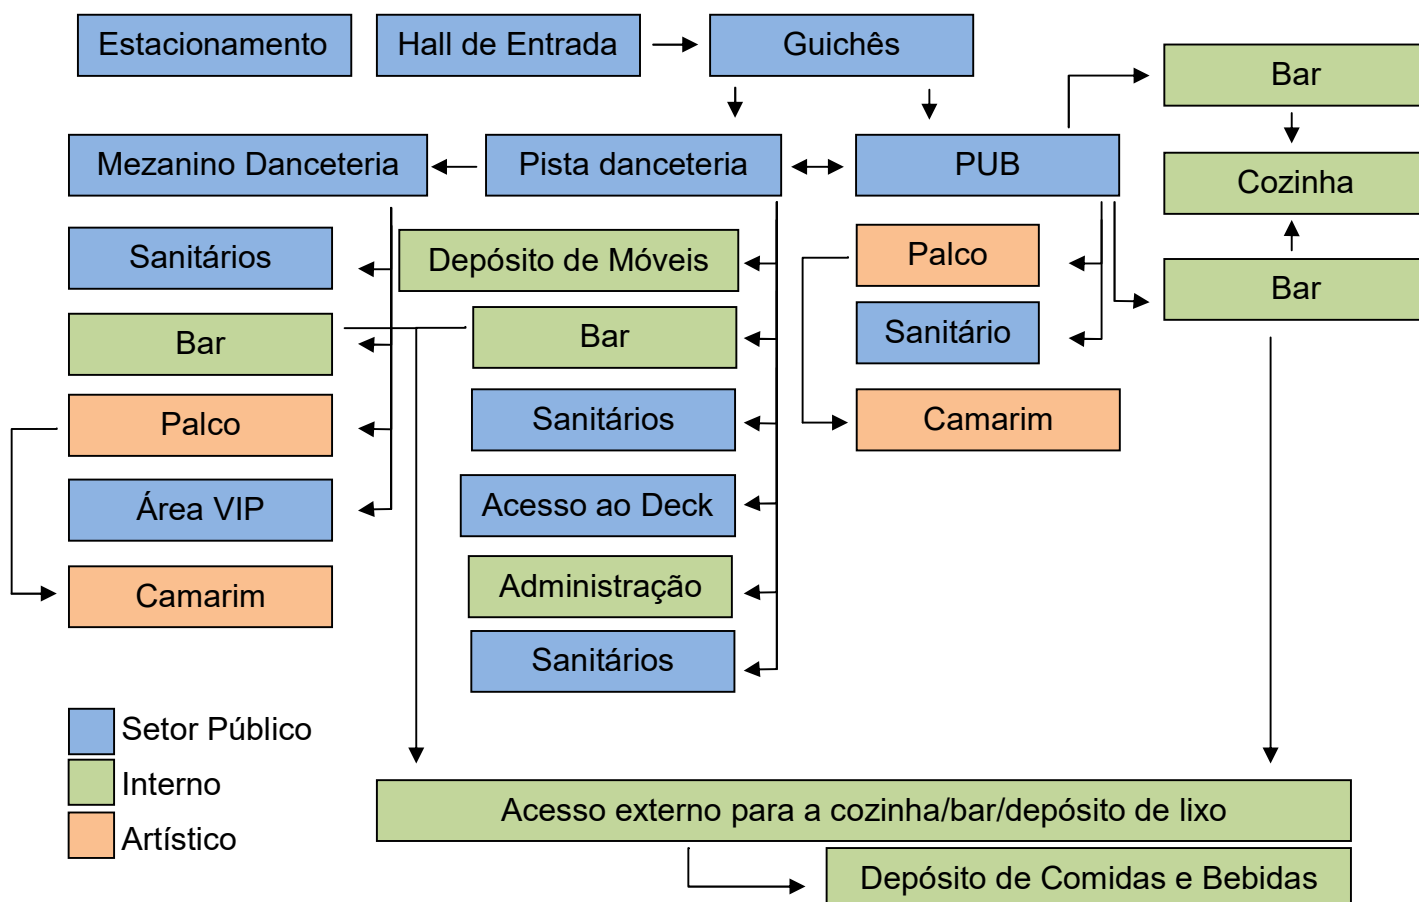 Estacionamento
Hall de Entrada
Guichês
Bar
Mezanino Danceteria
Pista danceteria
PUB
Cozinha
Sanitários
Depósito de Móveis
Palco
Bar
Bar
Bar
Sanitário
Palco
Sanitários
Camarim
Área VIP
Acesso ao Deck
Camarim
Administração
Sanitários
Setor Público
Interno
Artístico
Acesso externo para a cozinha/bar/depósito de lixo
Depósito de Comidas e Bebidas